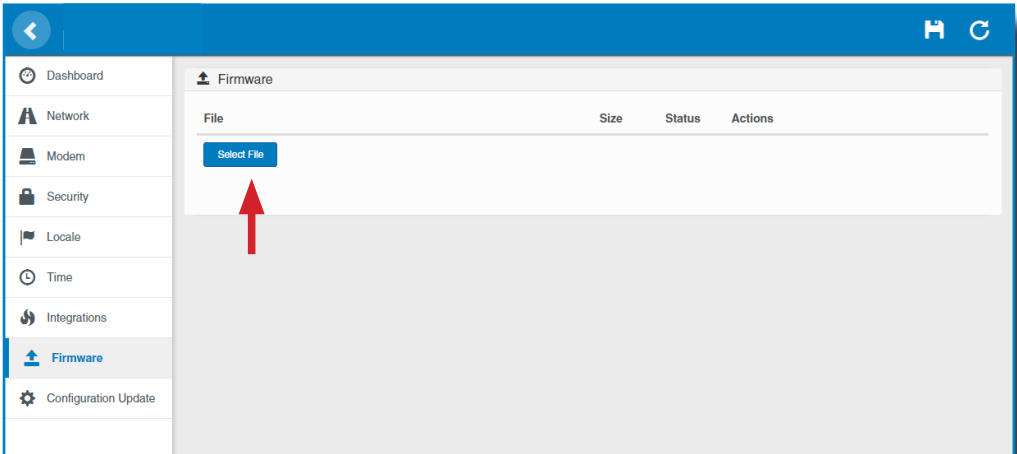 Dashboard
Network
Modem
Security
Locale
Time
Integrations
Firmware
Configuration Update
Firmware
File Size Status Actions
Select File